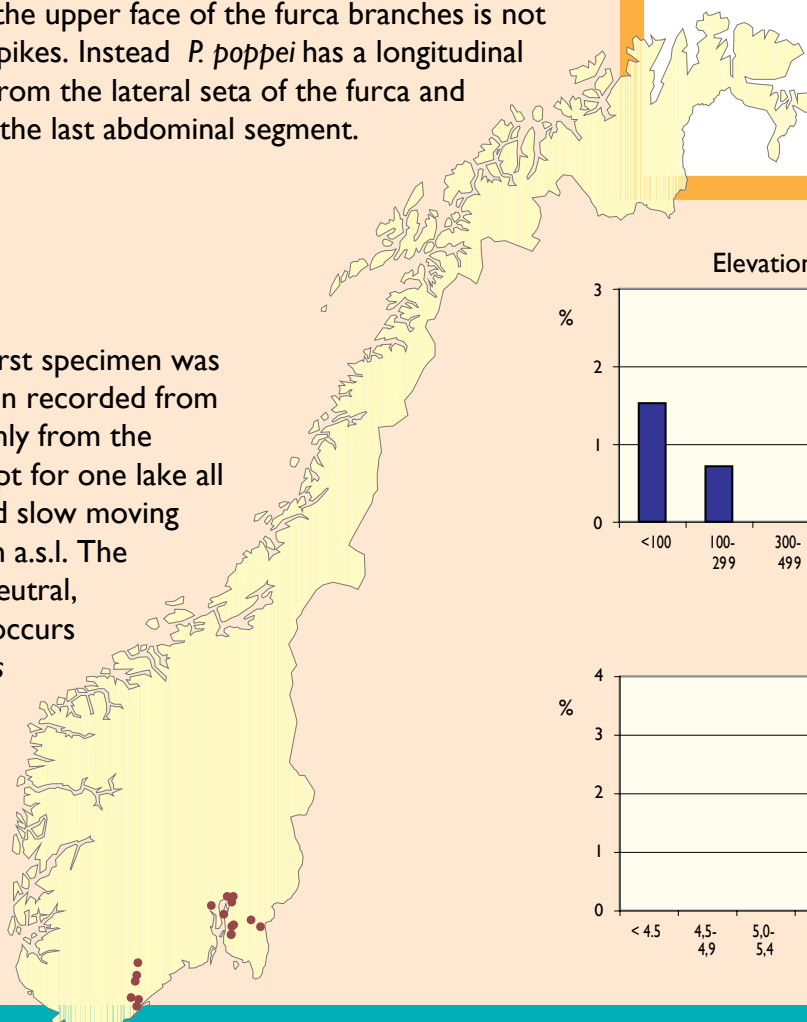 the upper face of the furca branches is not
pikes. Instead P. poppei has a longitudinal
rom the lateral seta of the furca and
the last abdominal segment.
rst specimen was
n recorded from
nly from the
ot for one lake all
d slow moving
n a.s.l. The
eutral,
occurs
s
Elevation
%
3
2
1
0
<100
100-
299
300-
499
%
4
3
2
1
0
< 4.5
4,5-
4,9
5,0-
5,4